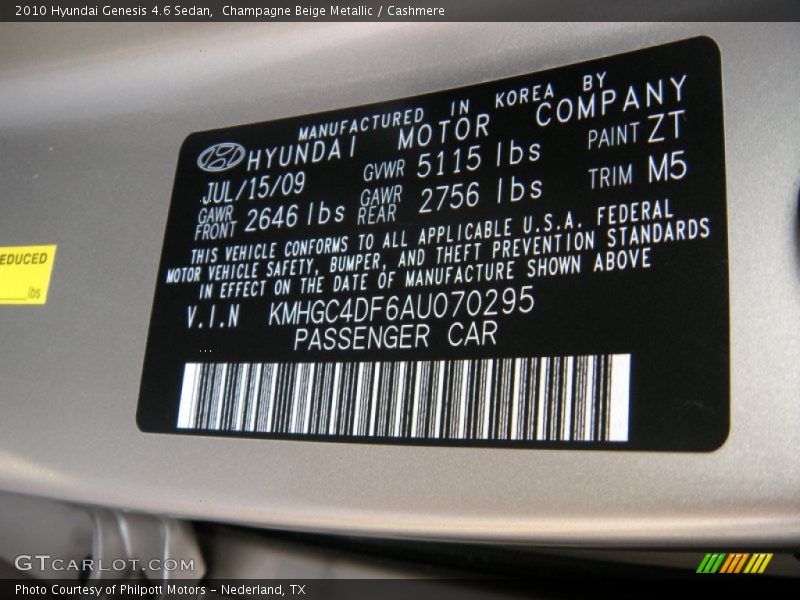 2010 Hyundai Genesis 4.6 Sedan, Champagne Beige Metallic / Cashmere
MANUFACTURED IN KOREA BY
HYUNDAI MOTOR COMPANY
JUL/15/09 GVWR 5115 lbs PAINT ZT
GAWR FRONT 2646 lbs GAWR REAR 2756 lbs TRIM M5
THIS VEHICLE CONFORMS TO ALL APPLICABLE U.S.A. FEDERAL
MOTOR VEHICLE SAFETY, BUMPER, AND THEFT PREVENTION STANDARDS
IN EFFECT ON THE DATE OF MANUFACTURE SHOWN ABOVE
V.I.N KMHGC4DF6AU070295
PASSENGER CAR
EDUCED
lbs
GTCARLOT.COM
Photo Courtesy of Philpott Motors - Nederland, TX